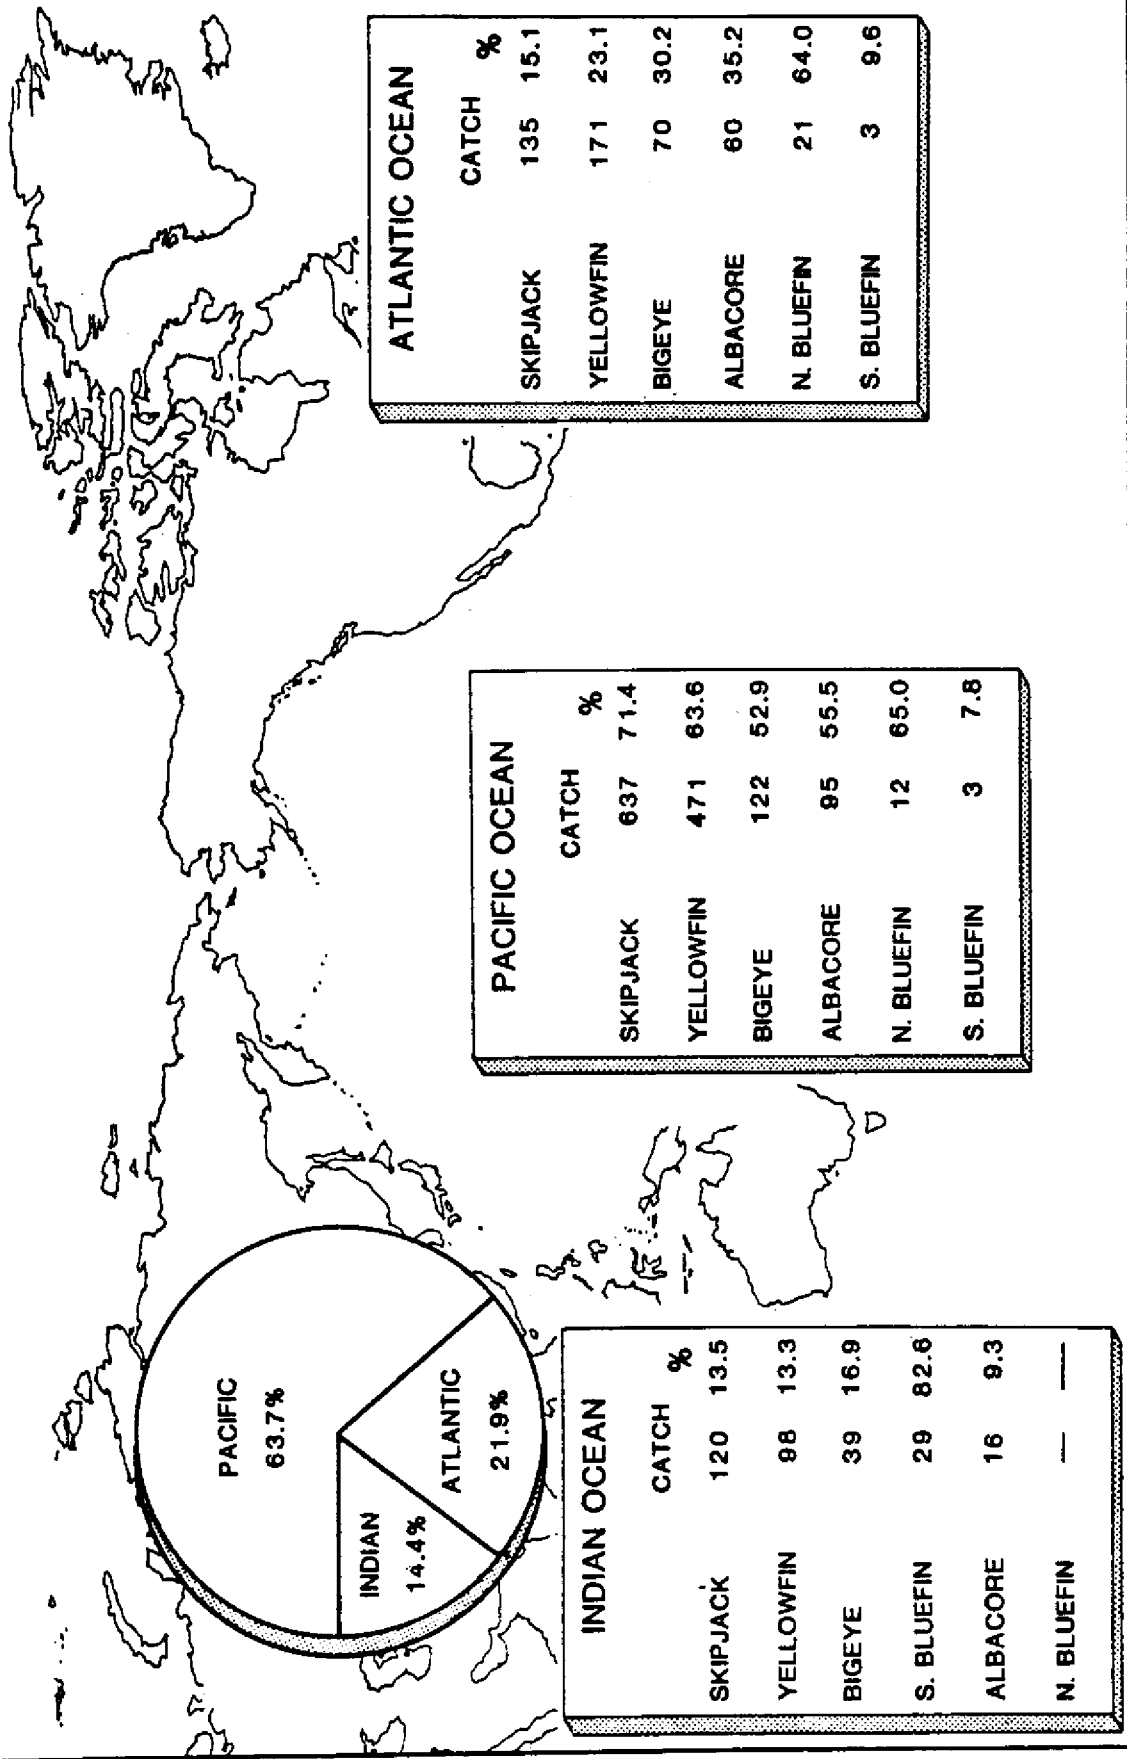 PACIFIC
63.7%
INDIAN
14.4%
ATLANTIC
21.9%
INDIAN OCEAN
CATCH %
SKIPJACK 120 13.5
YELLOWFIN 98 13.3
BIGEYE 39 16.9
S. BLUEFIN 29 82.6
ALBACORE 16 9.3
N. BLUEFIN — —
PACIFIC OCEAN
CATCH %
SKIPJACK 637 71.4
YELLOWFIN 471 63.6
BIGEYE 122 52.9
ALBACORE 95 55.5
N. BLUEFIN 12 65.0
S. BLUEFIN 3 7.8
ATLANTIC OCEAN
CATCH %
SKIPJACK 135 15.1
YELLOWFIN 171 23.1
BIGEYE 70 30.2
ALBACORE 60 35.2
N. BLUEFIN 21 64.0
S. BLUEFIN 3 9.6